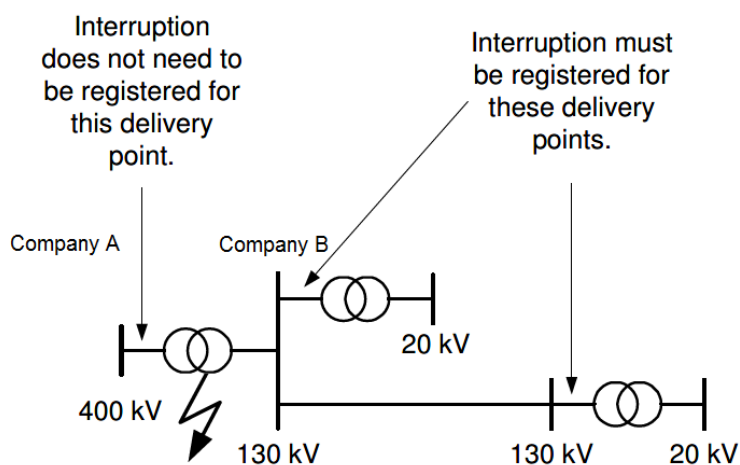 Interruption
does not need to
be registered for
this delivery
point.
Interruption must
be registered for
these delivery
points.
Company A
Company B
20 kV
400 kV
130 kV
130 kV
20 kV